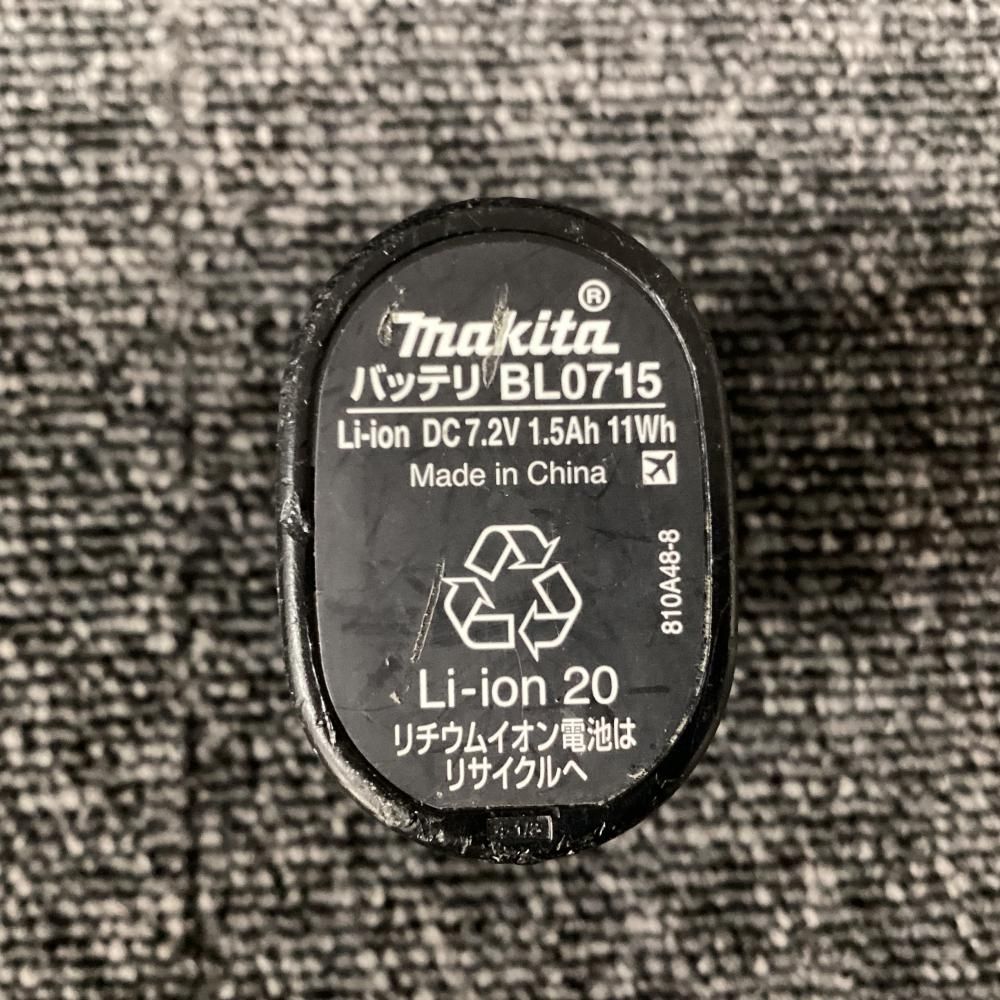 makita®
バッテリ BL0715
Li-ion DC 7.2V 1.5Ah 11Wh
Made in China
810A48-8
Li-ion 20
リチウムイオン電池は
リサイクルへ